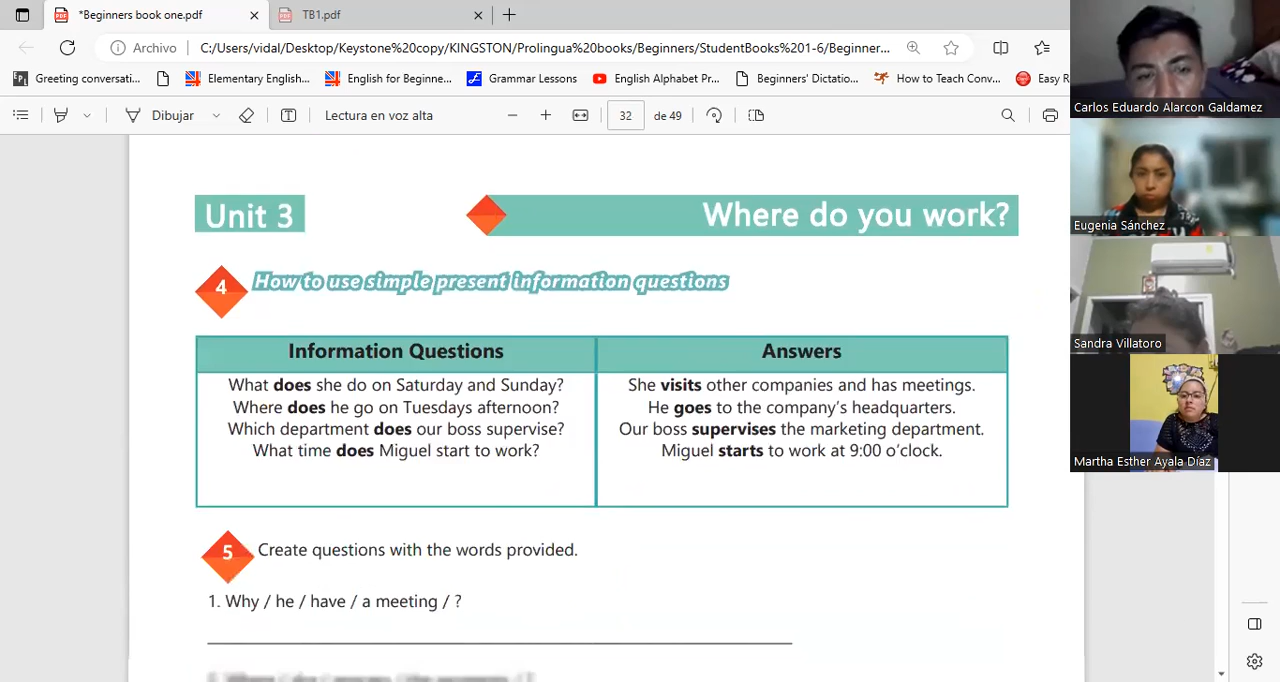 *Beginners book one.pdf
TB1.pdf
Archivo
C:/Users/vidal/Desktop/Keystone%20copy/KINGSTON/Prolingua%20books/Beginners/StudentBooks%201-6/Beginner...
Greeting conversati...
Elementary English...
English for Beginne...
Grammar Lessons
English Alphabet Pr...
Beginners' Dictatio...
How to Teach Conv...
Easy R
Dibujar
Lectura en voz alta
32
de 49
Unit 3
Where do you work?
4
How to use simple present information questions
Information Questions
Answers
What does she do on Saturday and Sunday?
She visits other companies and has meetings.
Where does he go on Tuesdays afternoon?
He goes to the company's headquarters.
Which department does our boss supervise?
Our boss supervises the marketing department.
What time does Miguel start to work?
Miguel starts to work at 9:00 o'clock.
5
Create questions with the words provided.
1. Why / he / have / a meeting / ?
Carlos Eduardo Alarcon Galdamez
Eugenia Sánchez
Sandra Villatoro
Martha Esther Ayala Díaz